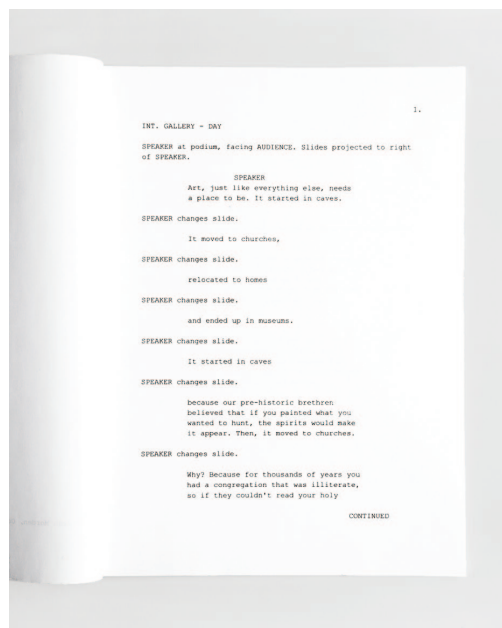 1.
INT. GALLERY - DAY
SPEAKER at podium, facing AUDIENCE. Slides projected to right
of SPEAKER.
SPEAKER
Art, just like everything else, needs
a place to be. It started in caves.
SPEAKER changes slide.
It moved to churches,
SPEAKER changes slide.
relocated to homes
SPEAKER changes slide.
and ended up in museums.
SPEAKER changes slide.
It started in caves
SPEAKER changes slide.
because our pre-historic brethren
believed that if you painted what you
wanted to hunt, the spirits would make
it appear. Then, it moved to churches.
SPEAKER changes slide.
Why? Because for thousands of years you
had a congregation that was illiterate,
so if they couldn't read your holy
CONTINUED